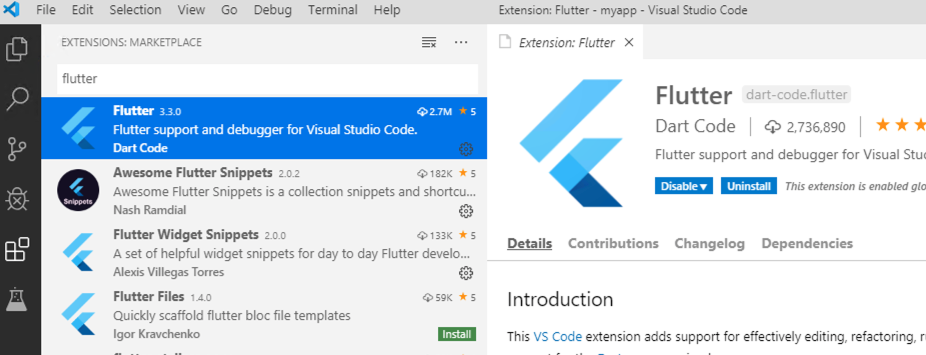 File Edit Selection View Go Debug Terminal Help
Extension: Flutter - myapp - Visual Studio Code
EXTENSIONS: MARKETPLACE
flutter
Flutter 3.3.0 2.7M 5
Flutter support and debugger for Visual Studio Code.
Dart Code
Awesome Flutter Snippets 2.0.2 182K 5
Awesome Flutter Snippets is a collection snippets and shortcu...
Nash Ramdial
Snippets
Flutter Widget Snippets 2.0.0 133K 5
A set of helpful widget snippets for day to day Flutter develo...
Alexis Villegas Torres
Flutter Files 1.4.0 59K 5
Quickly scaffold flutter bloc file templates
Igor Kravchenko Install
Extension: Flutter
Flutter dart-code.flutter
Dart Code 2,736,890
Flutter support and debugger for Visual Stu
Disable Uninstall This extension is enabled glo
Details Contributions Changelog Dependencies
Introduction
This VS Code extension adds support for effectively editing, refactoring, r